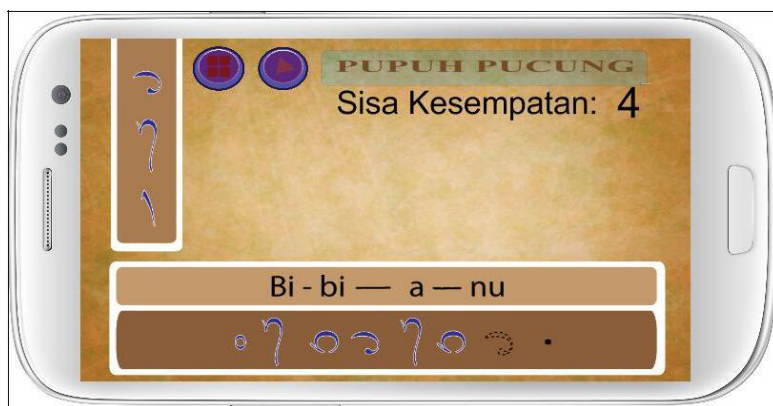 PUPUH PUCUNG
Sisa Kesempatan: 4
Bi - bi — a — nu